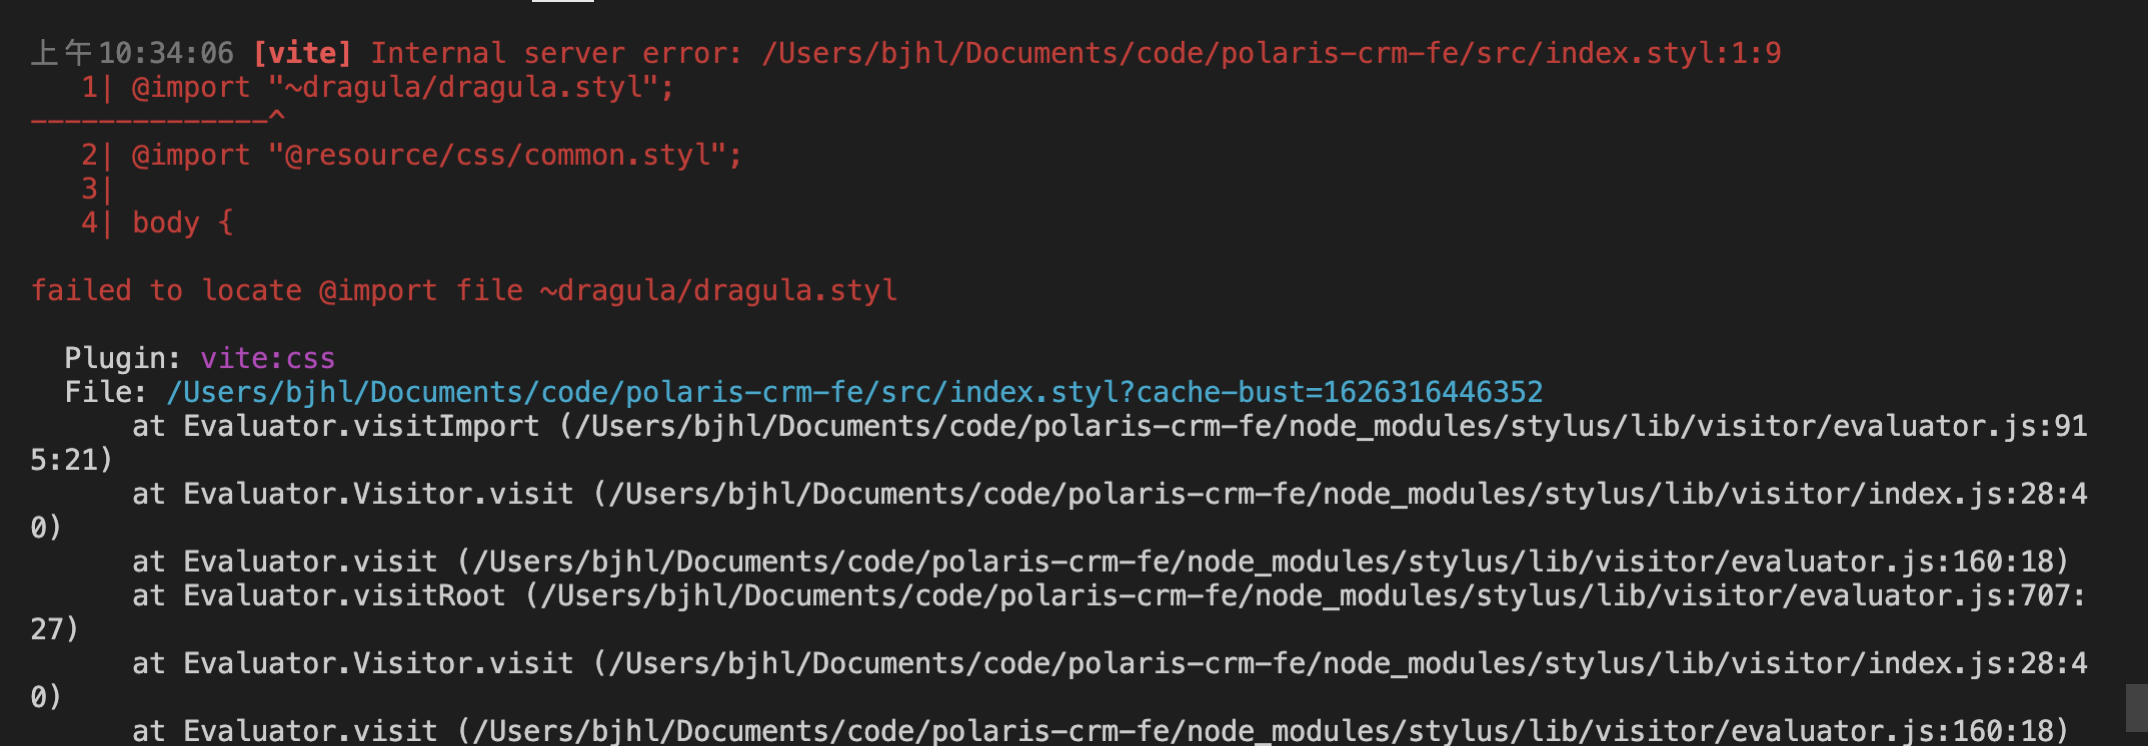 上午10:34:06 [vite] Internal server error: /Users/bjhl/Documents/code/polaris-crm-fe/src/index.styl:1:9
1| @import "~dragula/dragula.styl";
--------------^
2| @import "@resource/css/common.styl";
3|
4| body {
failed to locate @import file ~dragula/dragula.styl
Plugin: vite:css
File: /Users/bjhl/Documents/code/polaris-crm-fe/src/index.styl?cache-bust=1626316446352
at Evaluator.visitImport (/Users/bjhl/Documents/code/polaris-crm-fe/node_modules/stylus/lib/visitor/evaluator.js:91
5:21)
at Evaluator.Visitor.visit (/Users/bjhl/Documents/code/polaris-crm-fe/node_modules/stylus/lib/visitor/index.js:28:4
0)
at Evaluator.visit (/Users/bjhl/Documents/code/polaris-crm-fe/node_modules/stylus/lib/visitor/evaluator.js:160:18)
at Evaluator.visitRoot (/Users/bjhl/Documents/code/polaris-crm-fe/node_modules/stylus/lib/visitor/evaluator.js:707:
27)
at Evaluator.Visitor.visit (/Users/bjhl/Documents/code/polaris-crm-fe/node_modules/stylus/lib/visitor/index.js:28:4
0)
at Evaluator.visit (/Users/bjhl/Documents/code/polaris-crm-fe/node_modules/stylus/lib/visitor/evaluator.js:160:18)